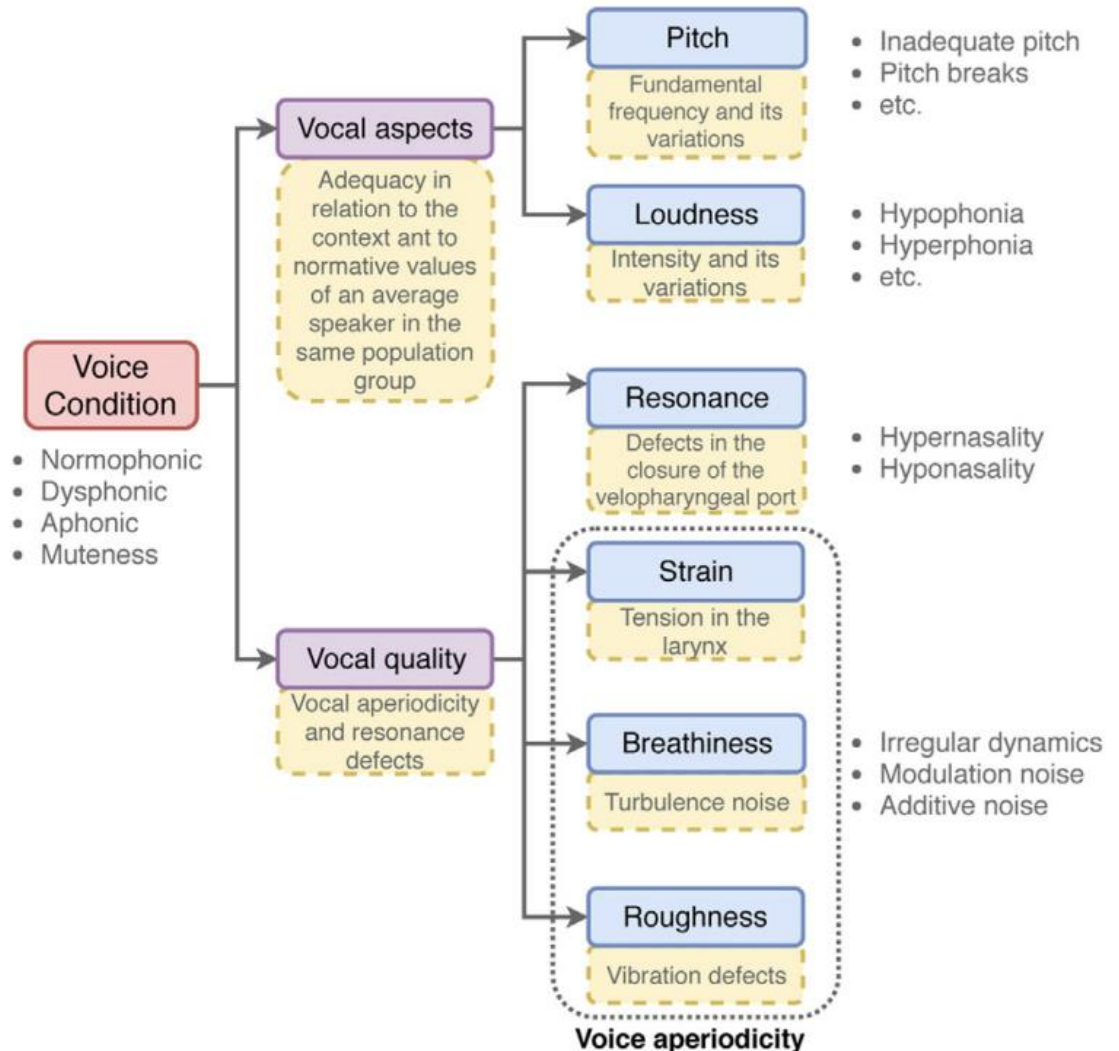 Voice
Condition
• Normophonic
• Dysphonic
• Aphonic
• Muteness
Vocal aspects
Adequacy in
relation to the
context ant to
normative values
of an average
speaker in the
same population
group
Pitch
Fundamental
frequency and its
variations
• Inadequate pitch
• Pitch breaks
• etc.
Loudness
Intensity and its
variations
• Hypophonia
• Hyperphonia
• etc.
Vocal quality
Vocal aperiodicity
and resonance
defects
Resonance
Defects in the
closure of the
velopharyngeal port
• Hypernasality
• Hyponasality
Strain
Tension in the
larynx
Breathiness
Turbulence noise
• Irregular dynamics
• Modulation noise
• Additive noise
Roughness
Vibration defects
Voice aperiodicity